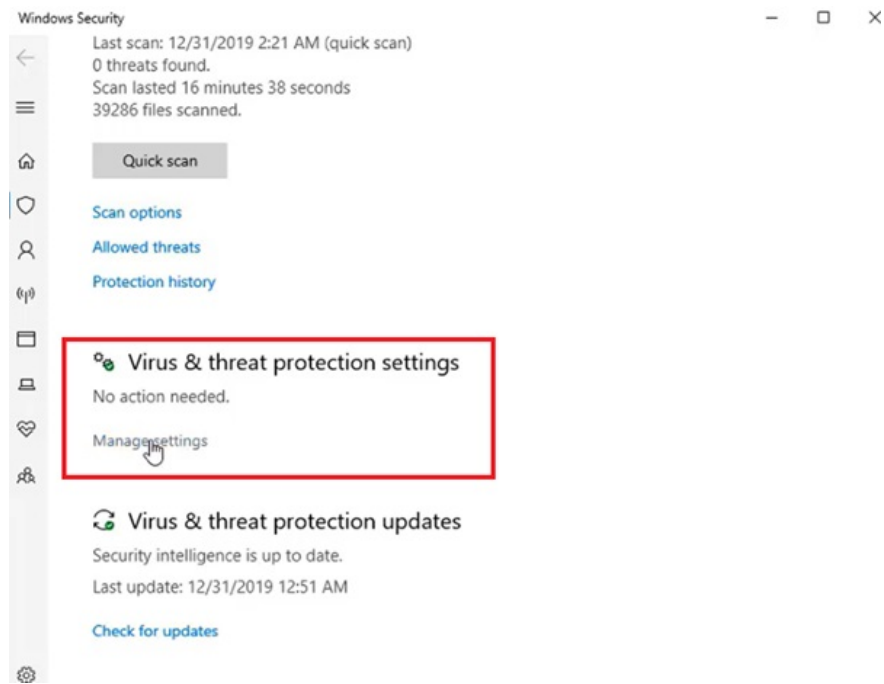 Windows Security
Last scan: 12/31/2019 2:21 AM (quick scan)
0 threats found.
Scan lasted 16 minutes 38 seconds
39286 files scanned.
Quick scan
Scan options
Allowed threats
Protection history
Virus & threat protection settings
No action needed.
Manage settings
Virus & threat protection updates
Security intelligence is up to date.
Last update: 12/31/2019 12:51 AM
Check for updates